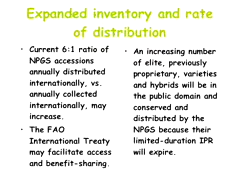 Expanded inventory and rate
of distribution
• Current 6:1 ratio of
NPGS accessions
annually distributed
internationally, vs.
annually collected
internationally, may
increase.
• The FAO
International Treaty
may facilitate access
and benefit-sharing.
• An increasing number
of elite, previously
proprietary, varieties
and hybrids will be in
the public domain and
conserved and
distributed by the
NPGS because their
limited-duration IPR
will expire.